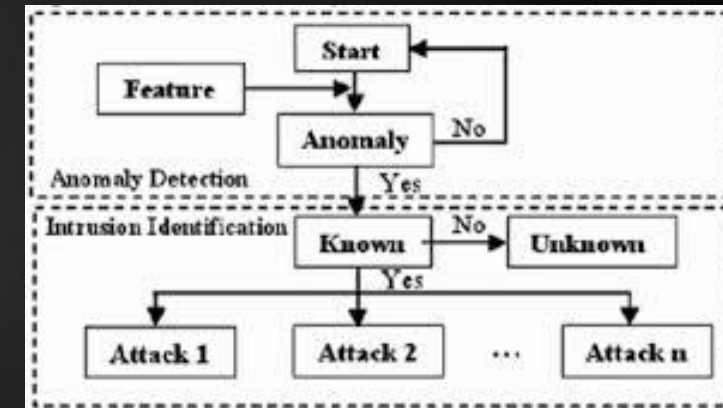 Start
Feature
Anomaly
No
Anomaly Detection
Yes
Intrusion Identification
Known
No
Unknown
Yes
Attack 1
Attack 2
...
Attack n